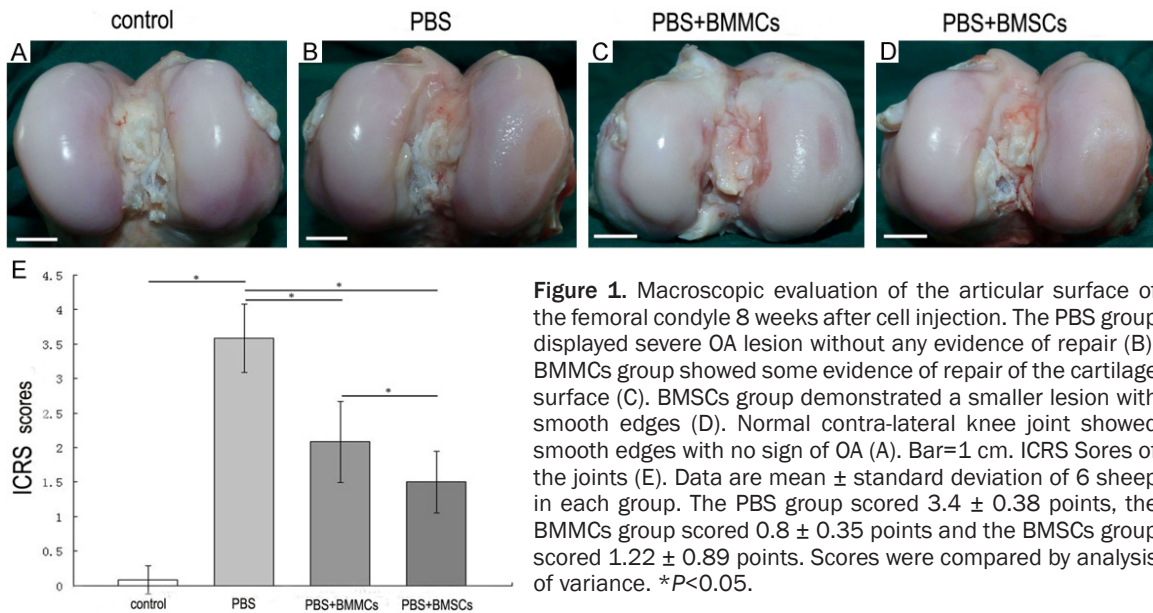 control
PBS
PBS+BMMCs
PBS+BMSCs
A
B
C
D
E
4.5
4
3.5
3
2.5
2
1.5
1
0.5
0
ICRS scores
*
*
*
*
control
PBS
PBS+BMMCs
PBS+BMSCs
Figure 1. Macroscopic evaluation of the articular surface of
the femoral condyle 8 weeks after cell injection. The PBS group
displayed severe OA lesion without any evidence of repair (B)
BMMCs group showed some evidence of repair of the cartilage
surface (C). BMSCs group demonstrated a smaller lesion with
smooth edges (D). Normal contra-lateral knee joint showed
smooth edges with no sign of OA (A). Bar=1 cm. ICRS Sores of
the joints (E). Data are mean ± standard deviation of 6 sheep
in each group. The PBS group scored 3.4 ± 0.38 points, the
BMMCs group scored 0.8 ± 0.35 points and the BMSCs group
scored 1.22 ± 0.89 points. Scores were compared by analysis
of variance. *P<0.05.